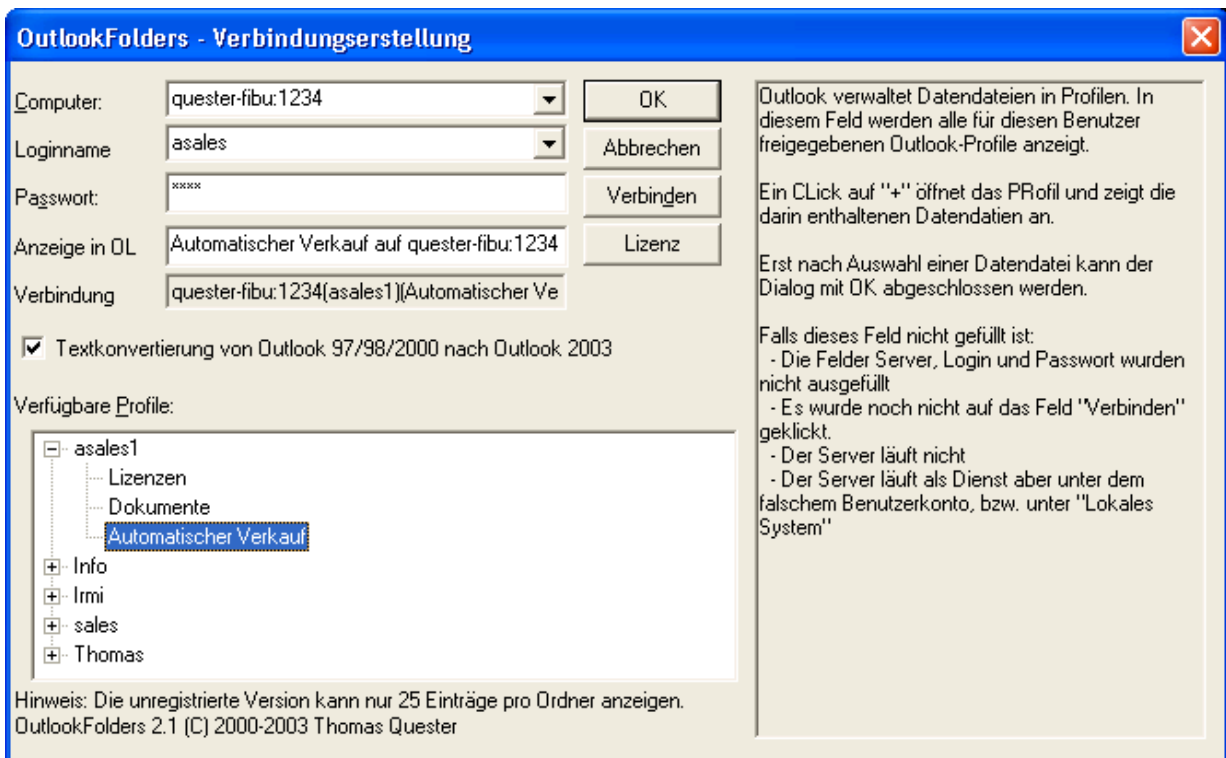 OutlookFolders - Verbindungserstellung
Computer:
quester-fibu:1234
OK
Loginname
asales
Abbrechen
Passwort:
xxxx
Verbinden
Anzeige in OL
Automatischer Verkauf auf quester-fibu:1234
Lizenz
Verbindung
quester-fibu:1234(asales1)(Automatischer Ve
Textkonvertierung von Outlook 97/98/2000 nach Outlook 2003
Verfügbare Profile:
asales1
Lizenzen
Dokumente
Automatischer Verkauf
Info
Irmi
sales
Thomas
Hinweis: Die unregistrierte Version kann nur 25 Einträge pro Ordner anzeigen.
OutlookFolders 2.1 (C) 2000-2003 Thomas Quester
Outlook verwaltet Datendateien in Profilen. In
diesem Feld werden alle für diesen Benutzer
freigegebenen Outlook-Profile anzeigt.
Ein CLick auf "+" öffnet das PRofil und zeigt die
darin enthaltenen Datendatien an.
Erst nach Auswahl einer Datendatei kann der
Dialog mit OK abgeschlossen werden.
Falls dieses Feld nicht gefüllt ist:
- Die Felder Server, Login und Passwort wurden
nicht ausgefüllt
- Es wurde noch nicht auf das Feld "Verbinden"
geklickt.
- Der Server läuft nicht
- Der Server läuft als Dienst aber unter dem
falschem Benutzerkonto, bzw. unter "Lokales
System"